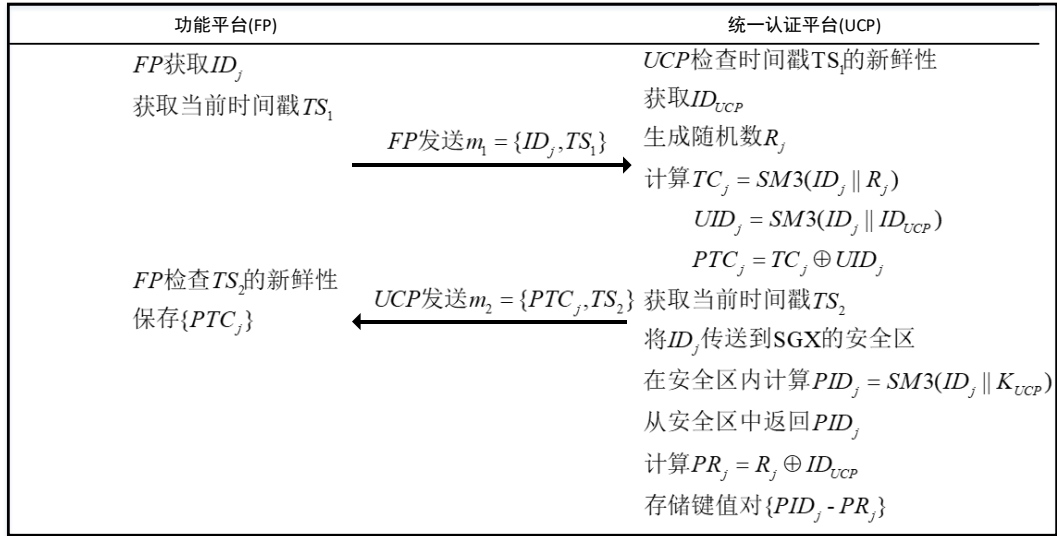 功能平台(FP)
统一认证平台(UCP)
FP获取ID_j
获取当前时间戳TS_1
FP发送m_1 = {ID_j, TS_1}
UCP检查时间戳TS_1的新鲜性
获取ID_UCP
生成随机数R_j
计算TC_j = SM3(ID_j || R_j)
UID_j = SM3(ID_j || ID_UCP)
PTC_j = TC_j ⊕ UID_j
获取当前时间戳TS_2
UCP发送m_2 = {PTC_j, TS_2}
FP检查TS_2的新鲜性
保存{PTC_j}
将ID_j传送到SGX的安全区
在安全区内计算PID_j = SM3(ID_j || K_UCP)
从安全区中返回PID_j
计算PR_j = R_j ⊕ ID_UCP
存储键值对{PID_j - PR_j}